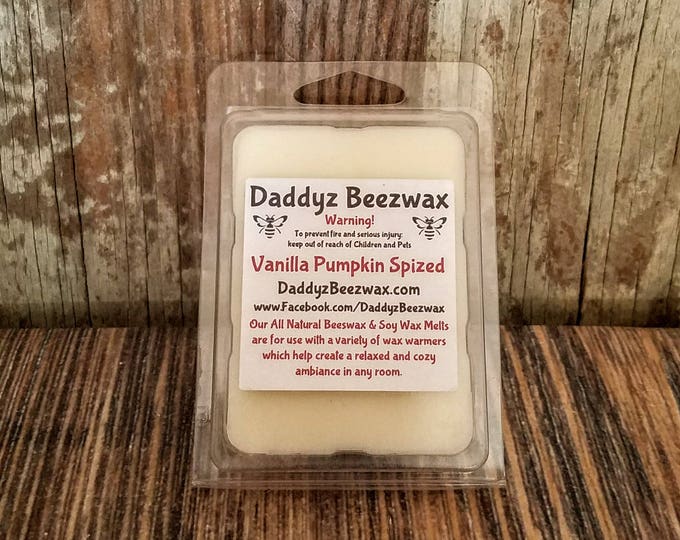 Daddyz Beezwax
Warning!
To prevent fire and serious injury:
keep out of reach of Children and Pets
Vanilla Pumpkin Spized
DaddyzBeezwax.com
www.Facebook.com/DaddyzBeezwax
Our All Natural Beeswax & Soy Wax Melts
are for use with a variety of wax warmers
which help create a relaxed and cozy
ambiance in any room.